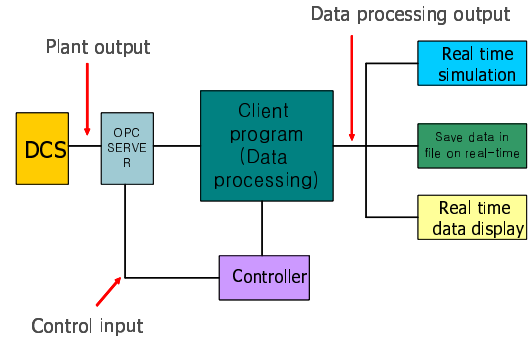 Data processing output
Plant output
Real time
simulation
Client
program
(Data
processing)
OPC
SERVE
R
DCS
Save data in
file on real-time
Real time
data display
Controller
Control input